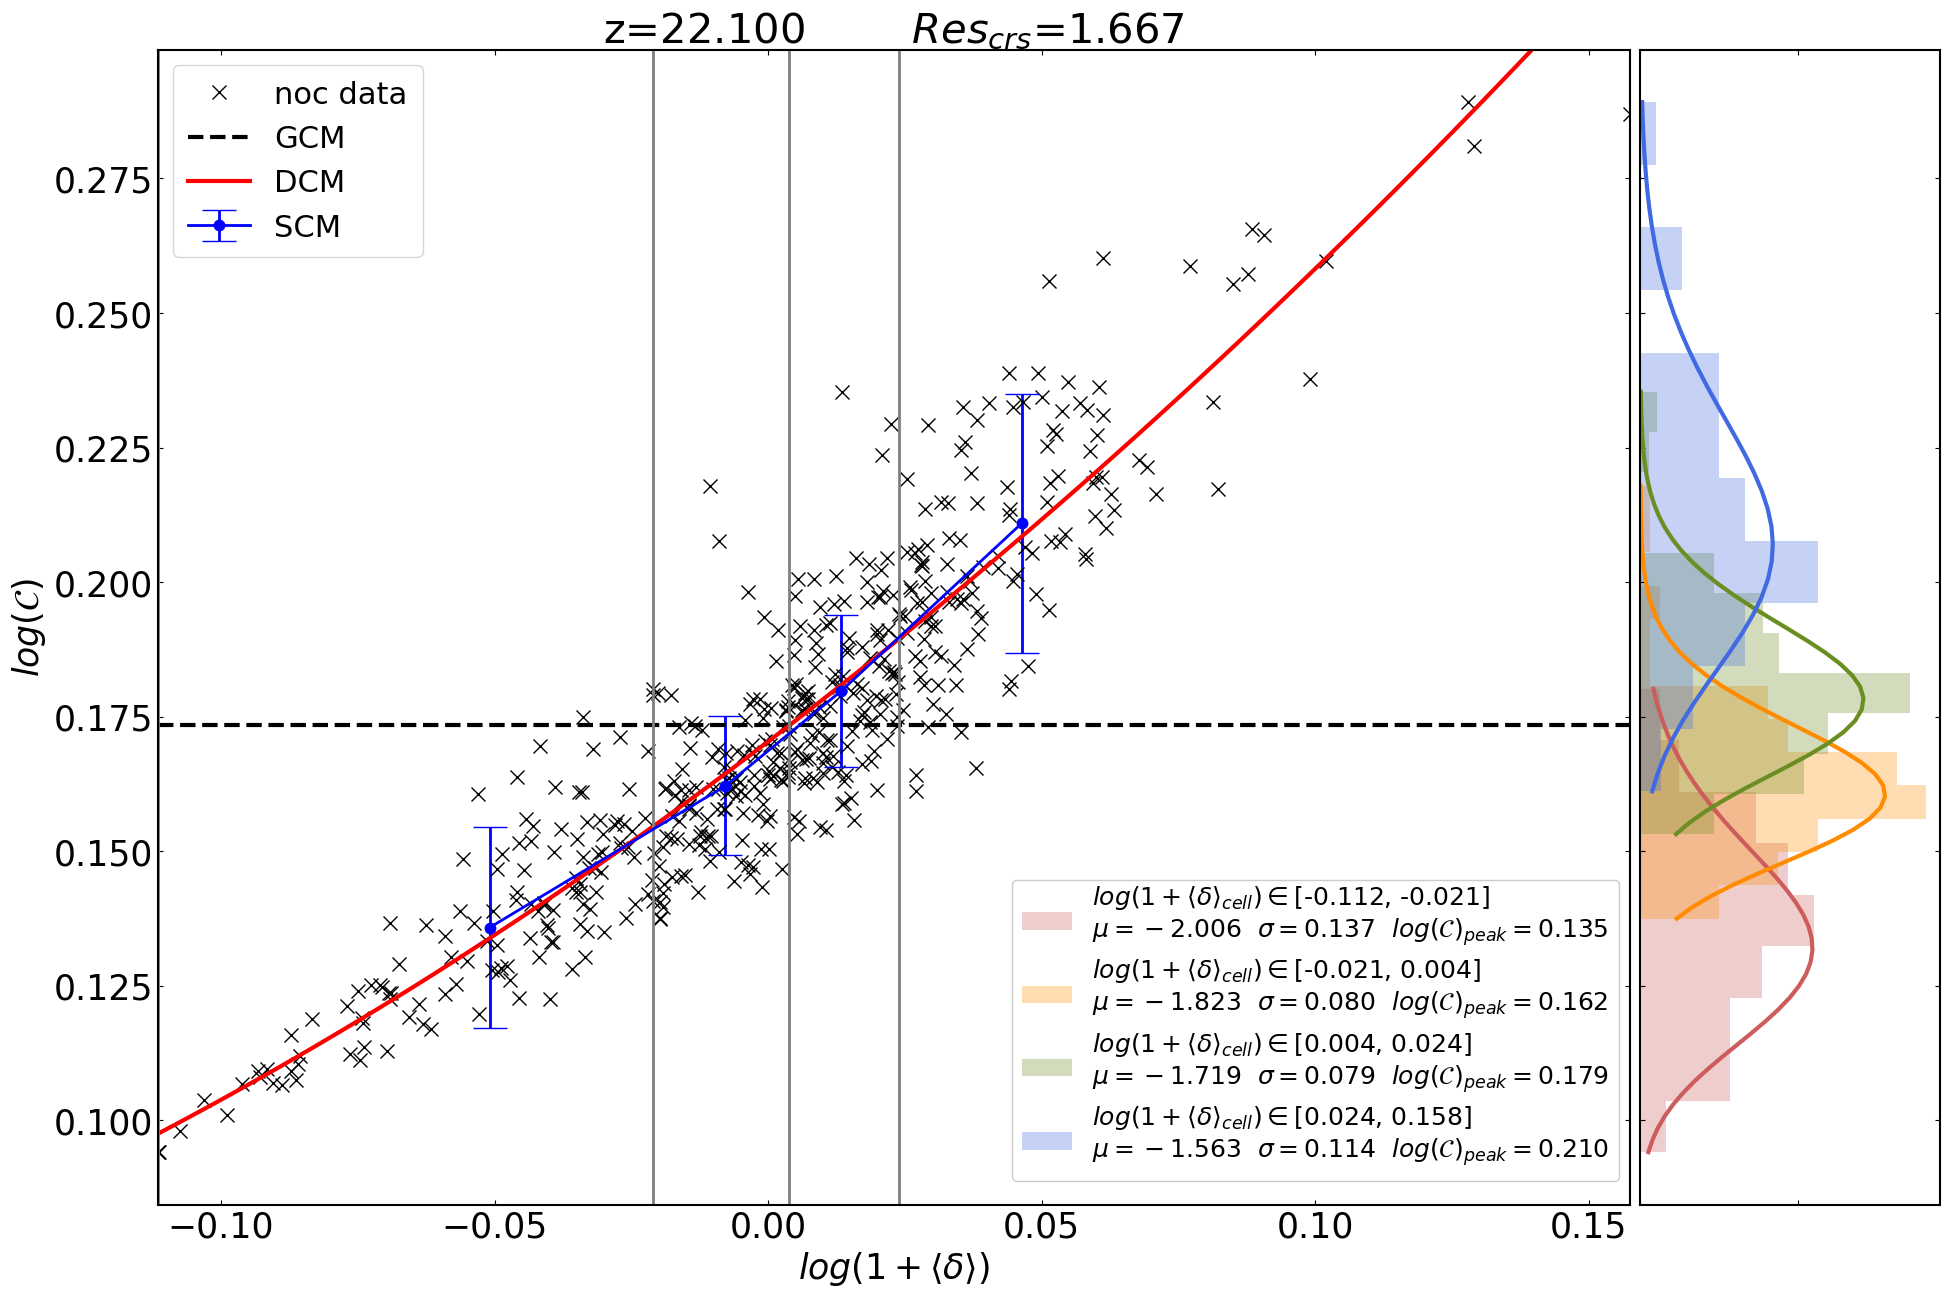 z=22.100 Res_crs=1.667
noc data
GCM
DCM
SCM
log(𝒞)
0.275
0.250
0.225
0.200
0.175
0.150
0.125
0.100
log(1 + ⟨δ⟩_cell) ∈ [-0.112, -0.021]
μ = −2.006 σ = 0.137 log(𝒞)_peak = 0.135
log(1 + ⟨δ⟩_cell) ∈ [-0.021, 0.004]
μ = −1.823 σ = 0.080 log(𝒞)_peak = 0.162
log(1 + ⟨δ⟩_cell) ∈ [0.004, 0.024]
μ = −1.719 σ = 0.079 log(𝒞)_peak = 0.179
log(1 + ⟨δ⟩_cell) ∈ [0.024, 0.158]
μ = −1.563 σ = 0.114 log(𝒞)_peak = 0.210
−0.10 −0.05 0.00 0.05 0.10 0.15
log(1 + ⟨δ⟩)